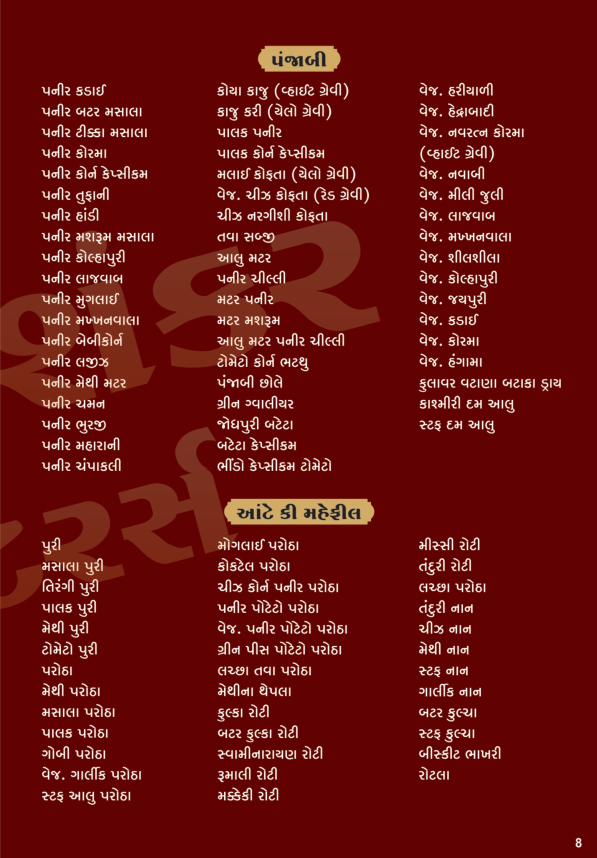 પંજાબી
પનીર કડાઈ
પનીર બટર મસાલા
પનીર ટીક્કા મસાલા
પનીર કોરમા
પનીર કોર્ન કેપ્સીકમ
પનીર તુફાની
પનીર હાંડી
પનીર મશરૂમ મસાલા
પનીર કોલ્હાપુરી
પનીર લાજવાબ
પનીર મુગલાઈ
પનીર મખ્ખનવાલા
પનીર બેબીકોર્ન
પનીર લજીઝ
પનીર મેથી મટર
પનીર ચમન
પનીર ભુરજી
પનીર મહારાની
પનીર ચંપાકલી
કોયા કાજુ (વ્હાઈટ ગ્રેવી)
કાજુ કરી (યેલો ગ્રેવી)
પાલક પનીર
પાલક કોર્ન કેપ્સીકમ
મલાઈ કોફતા (યેલો ગ્રેવી)
વેજ. ચીઝ કોફતા (રેડ ગ્રેવી)
ચીઝ નરગીશી કોફતા
તવા સબ્જી
આલુ મટર
પનીર ચીલ્લી
મટર પનીર
મટર મશરૂમ
આલુ મટર પનીર ચીલ્લી
ટોમેટો કોર્ન ભટથુ
પંજાબી છોલે
ગ્રીન ગ્વાલીયર
જોધપુરી બટેટા
બટેટા કેપ્સીકમ
ભીંડો કેપ્સીકમ ટોમેટો
વેજ. હરીયાળી
વેજ. હેદ્રાબાદી
વેજ. નવરત્ન કોરમા
(વ્હાઈટ ગ્રેવી)
વેજ. નવાબી
વેજ. મીલી જુલી
વેજ. લાજવાબ
વેજ. મખ્ખનવાલા
વેજ. શીલશીલા
વેજ. કોલ્હાપુરી
વેજ. જયપુરી
વેજ. કડાઈ
વેજ. કોરમા
વેજ. હંગામા
ફુલાવર વટાણા બટાકા ડ્રાય
કાશ્મીરી દમ આલુ
સ્ટફ દમ આલુ
આંટે કી મહેફીલ
પુરી
મસાલા પુરી
તિરંગી પુરી
પાલક પુરી
મેથી પુરી
ટોમેટો પુરી
પરોઠા
મેથી પરોઠા
મસાલા પરોઠા
પાલક પરોઠા
ગોબી પરોઠા
વેજ. ગાર્લીક પરોઠા
સ્ટફ આલુ પરોઠા
મોગલાઈ પરોઠા
કોકટેલ પરોઠા
ચીઝ કોર્ન પનીર પરોઠા
પનીર પોટેટો પરોઠા
વેજ. પનીર પોટેટો પરોઠા
ગ્રીન પીસ પોટેટો પરોઠા
લચ્છા તવા પરોઠા
મેથીના થેપલા
ફુલ્કા રોટી
બટર ફુલ્કા રોટી
સ્વામીનારાયણ રોટી
રૂમાલી રોટી
મક્કેકી રોટી
મીસ્સી રોટી
તંદુરી રોટી
લચ્છા પરોઠા
તંદુરી નાન
ચીઝ નાન
મેથી નાન
સ્ટફ નાન
ગાર્લીક નાન
બટર કુલ્ચા
સ્ટફ કુલ્ચા
બીસ્કીટ ભાખરી
રોટલા
8